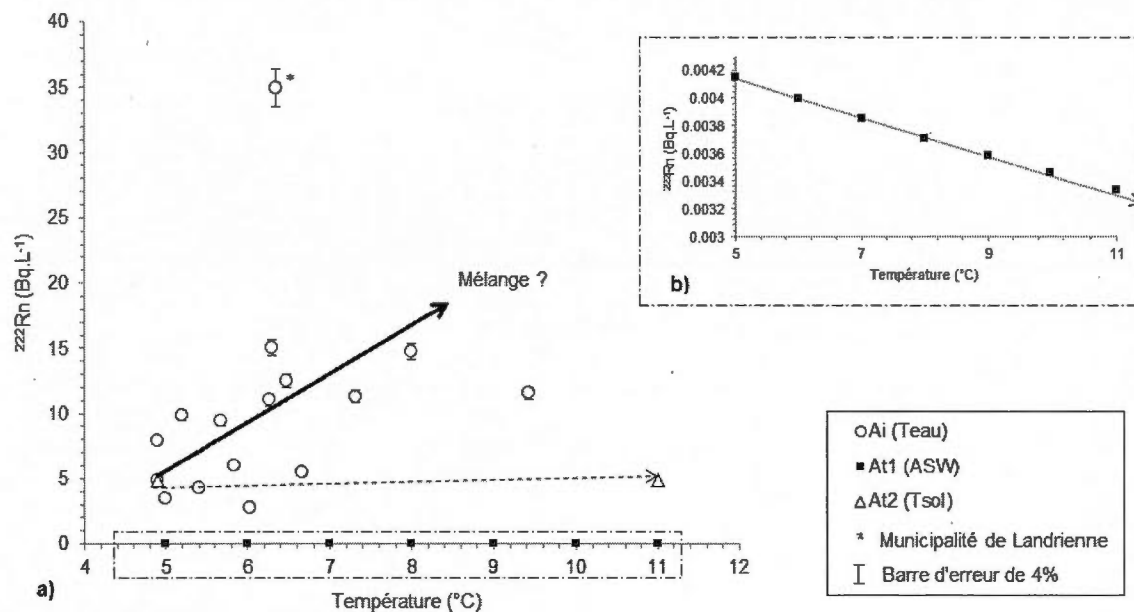 40
35
30
25
20
15
10
5
0
²²²Rn (Bq.L⁻¹)
*
Mélange ?
4 5 6 7 8 9 10 11 12
Température (°C)
a)
0.0042
0.004
0.0038
0.0036
0.0034
0.0032
0.003
²²²Rn (Bq.L⁻¹)
5 7 9 11
Température (°C)
b)
Ai (Teau)
At1 (ASW)
At2 (Tsol)
* Municipalité de Landrienne
Barre d'erreur de 4%